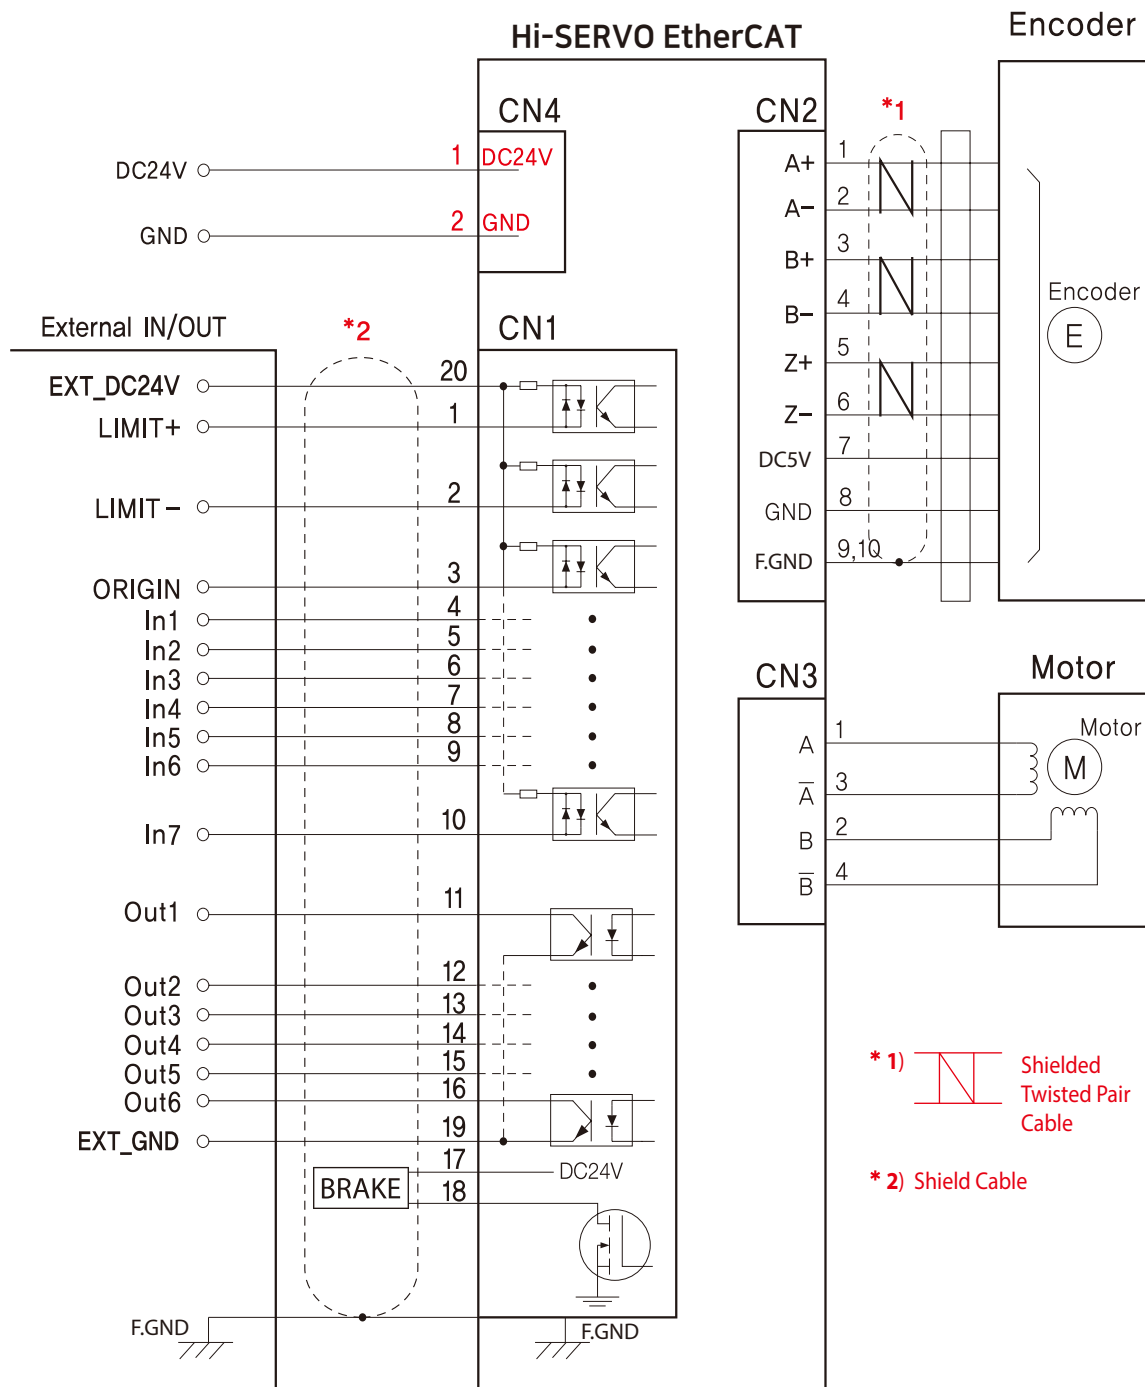 Hi-SERVO EtherCAT
Encoder
CN4
DC24V 1 DC24V
GND 2 GND
External IN/OUT
*2
CN1
EXT_DC24V 20
LIMIT+ 1
LIMIT− 2
ORIGIN 3
In1 4
In2 5
In3 6
In4 7
In5 8
In6 9
In7 10
Out1 11
Out2 12
Out3 13
Out4 14
Out5 15
Out6 16
EXT_GND 19
17 DC24V
BRAKE 18
F.GND
F.GND
CN2
*1
A+ 1
A− 2
B+ 3
B− 4
Z+ 5
Z− 6
DC5V 7
GND 8
F.GND 9,10
Encoder
E
CN3
Motor
A 1
A̅ 3
B 2
B̅ 4
Motor
M
* 1) Shielded
Twisted Pair
Cable
* 2) Shield Cable